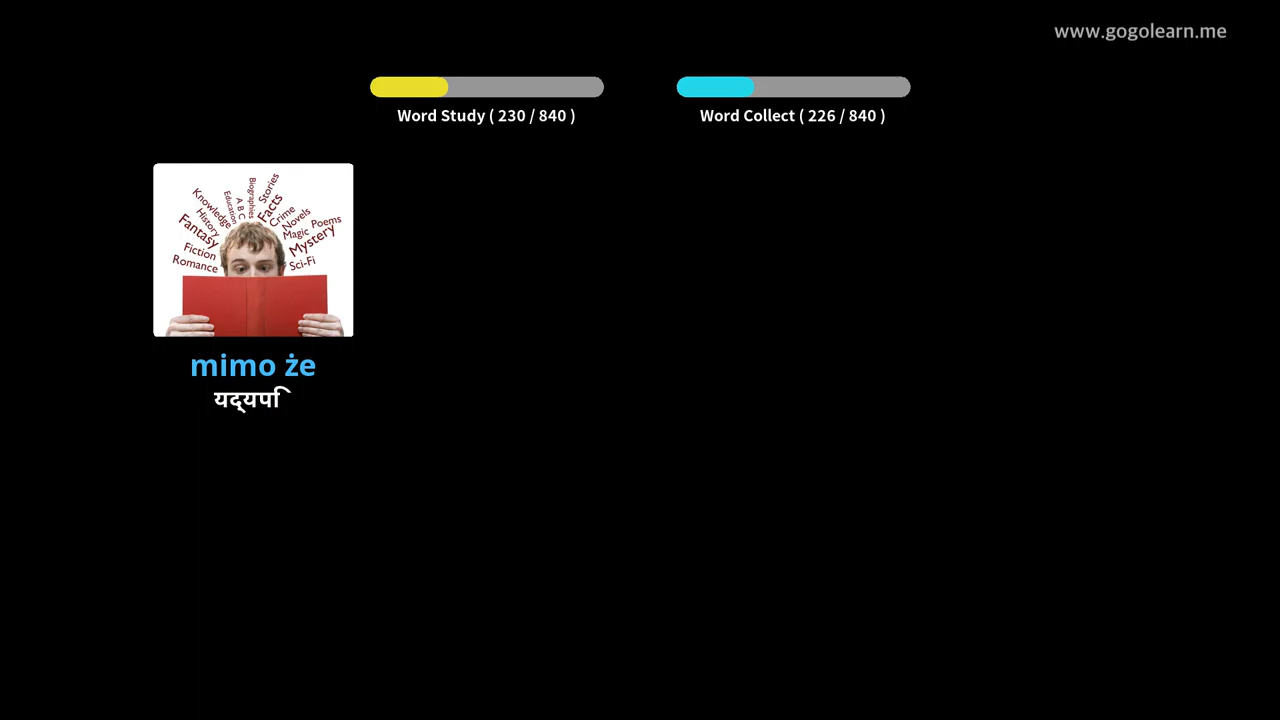 www.gogolearn.me
Word Study ( 230 / 840 )
Word Collect ( 226 / 840 )
Knowledge
History
Fantasy
Fiction
Romance
Education
A B C
Biographies
Stories
Facts
Crime
Novels
Magic
Poems
Mystery
Sci-Fi
mimo że
यद्यपि